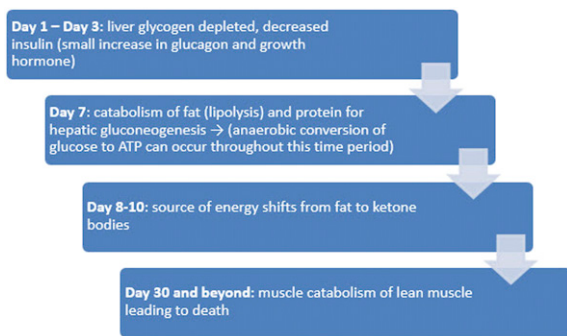 Day 1 – Day 3: liver glycogen depleted, decreased
insulin (small increase in glucagon and growth
hormone)
Day 7: catabolism of fat (lipolysis) and protein for
hepatic gluconeogenesis → (anaerobic conversion of
glucose to ATP can occur throughout this time period)
Day 8-10: source of energy shifts from fat to ketone
bodies
Day 30 and beyond: muscle catabolism of lean muscle
leading to death